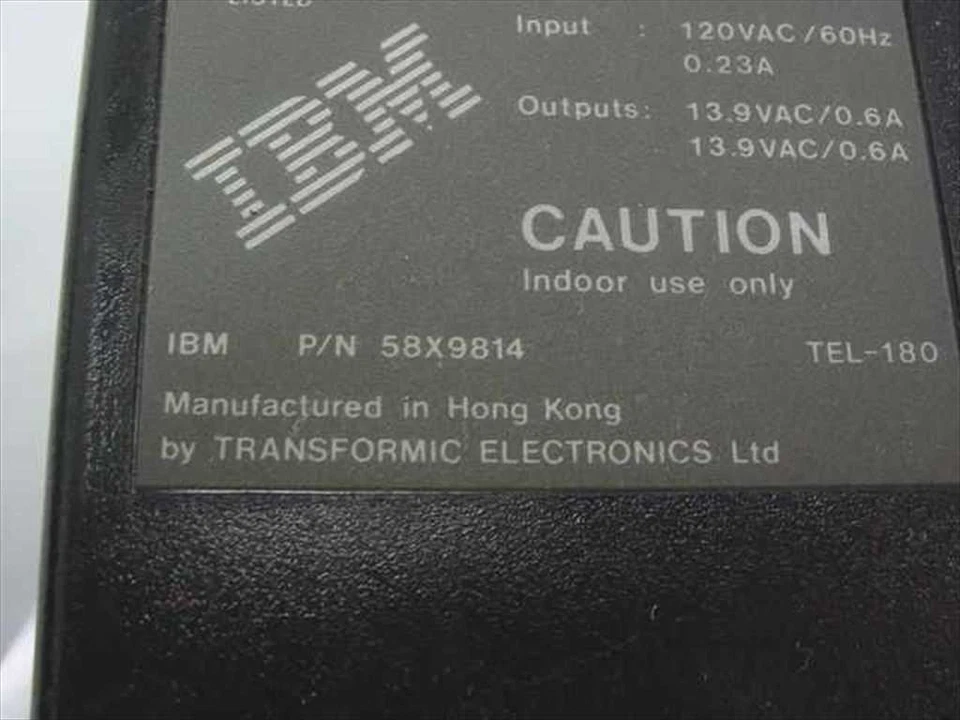 LISTED
Input : 120VAC/60Hz
0.23A
Outputs: 13.9VAC/0.6A
13.9VAC/0.6A
IBM
CAUTION
Indoor use only
IBM P/N 58X9814 TEL-180
Manufactured in Hong Kong
by TRANSFORMIC ELECTRONICS Ltd